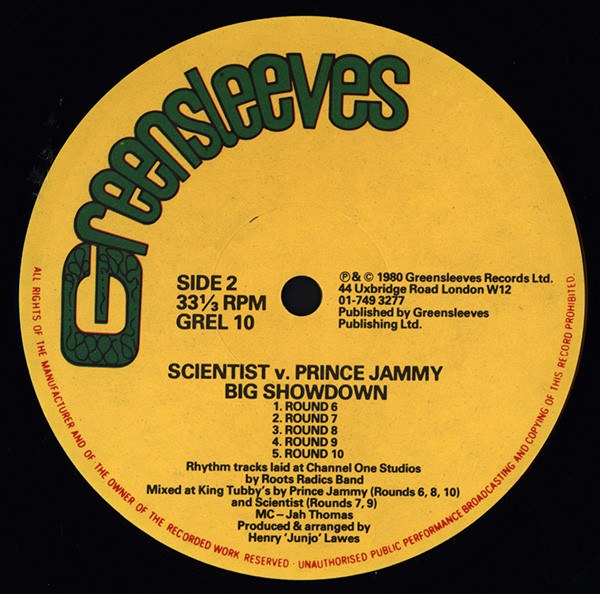 Greensleeves
SIDE 2
33⅓ RPM
GREL 10
℗ & © 1980 Greensleeves Records Ltd.
44 Uxbridge Road London W12
01-749 3277
Published by Greensleeves
Publishing Ltd.
SCIENTIST v. PRINCE JAMMY
BIG SHOWDOWN
1. ROUND 6
2. ROUND 7
3. ROUND 8
4. ROUND 9
5. ROUND 10
Rhythm tracks laid at Channel One Studios
by Roots Radics Band
Mixed at King Tubby's by Prince Jammy (Rounds 6, 8, 10)
and Scientist (Rounds 7, 9)
MC – Jah Thomas
Produced & arranged by
Henry 'Junjo' Lawes
ALL RIGHTS OF THE MANUFACTURER AND OF THE OWNER OF THE RECORDED WORK RESERVED · UNAUTHORISED PUBLIC PERFORMANCE BROADCASTING AND COPYING OF THIS RECORD PROHIBITED.